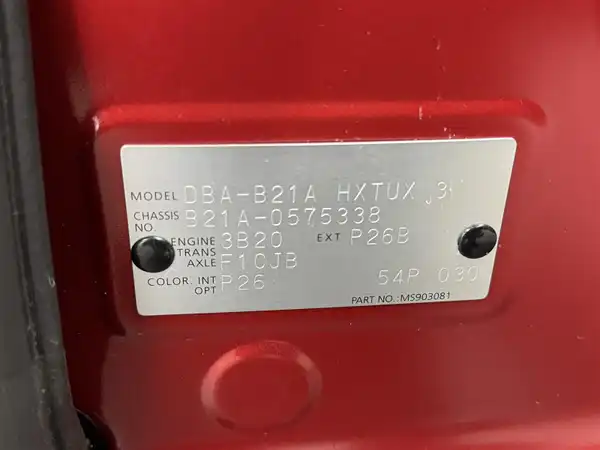 MODEL DBA-B21A HXTUX
CHASSIS NO. B21A-0575338
ENGINE 3B20 EXT P26B
TRANS AXLE F1CJB
COLOR. INT P26 54P 030
OPT
PART NO.:MS903081